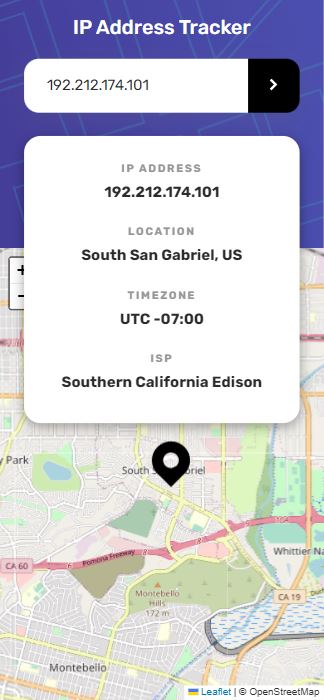 IP Address Tracker
192.212.174.101
IP ADDRESS
192.212.174.101
LOCATION
South San Gabriel, US
+
−
TIMEZONE
UTC -07:00
ISP
Southern California Edison
y Park
South S
briel
Pomona Freeway
Whittier Na
CA 60
Montebello
Hills
172 m
CA 19
Montebello
Leaflet | © OpenStreetMap